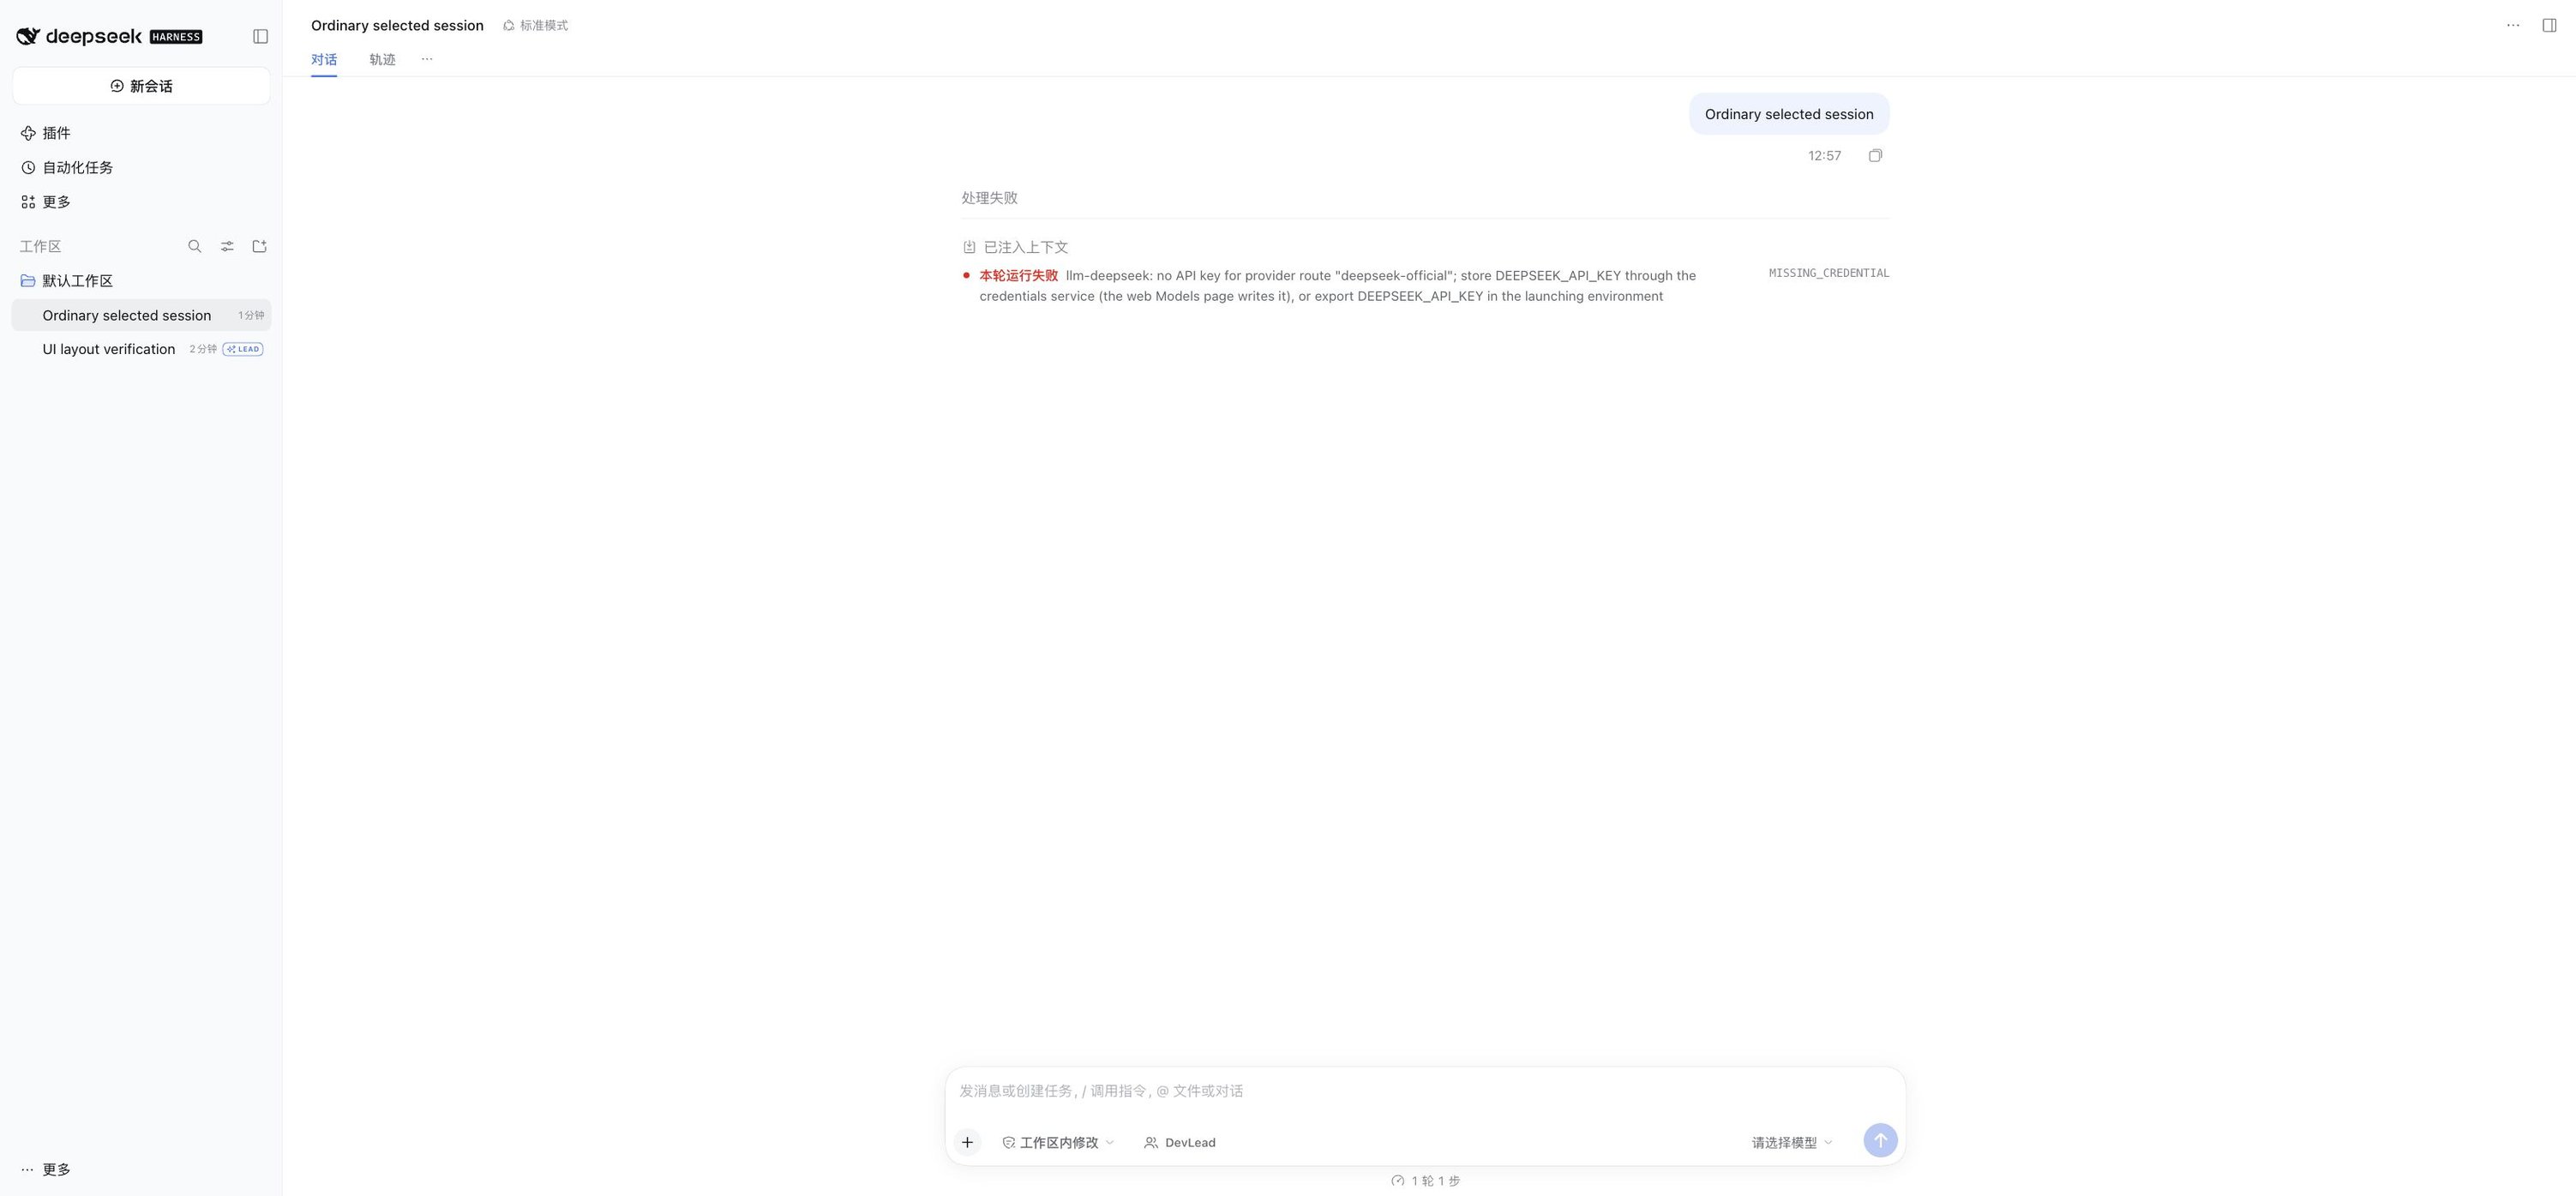 deepseek HARNESS
新会话
插件
自动化任务
更多
工作区
默认工作区
Ordinary selected session 1分钟
UI layout verification 2分钟 LEAD
更多
Ordinary selected session 标准模式
对话 轨迹 ...
Ordinary selected session
12:57
处理失败
已注入上下文
本轮运行失败 llm-deepseek: no API key for provider route "deepseek-official"; store DEEPSEEK_API_KEY through the MISSING_CREDENTIAL
credentials service (the web Models page writes it), or export DEEPSEEK_API_KEY in the launching environment
发消息或创建任务, / 调用指令, @ 文件或对话
工作区内修改 DevLead 请选择模型
1 轮 1 步